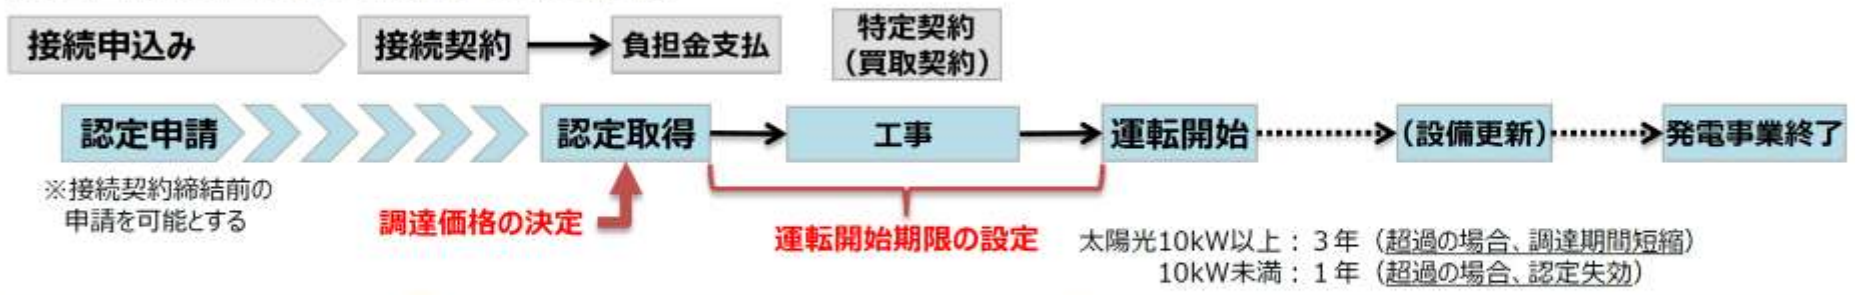 接続申込み
接続契約
負担金支払
特定契約
（買取契約）
認定申請
認定取得
工事
運転開始
（設備更新）
発電事業終了
※接続契約締結前の
申請を可能とする
調達価格の決定
運転開始期限の設定
太陽光10kW以上：３年（超過の場合、調達期間短縮）
10kW未満：１年（超過の場合、認定失効）